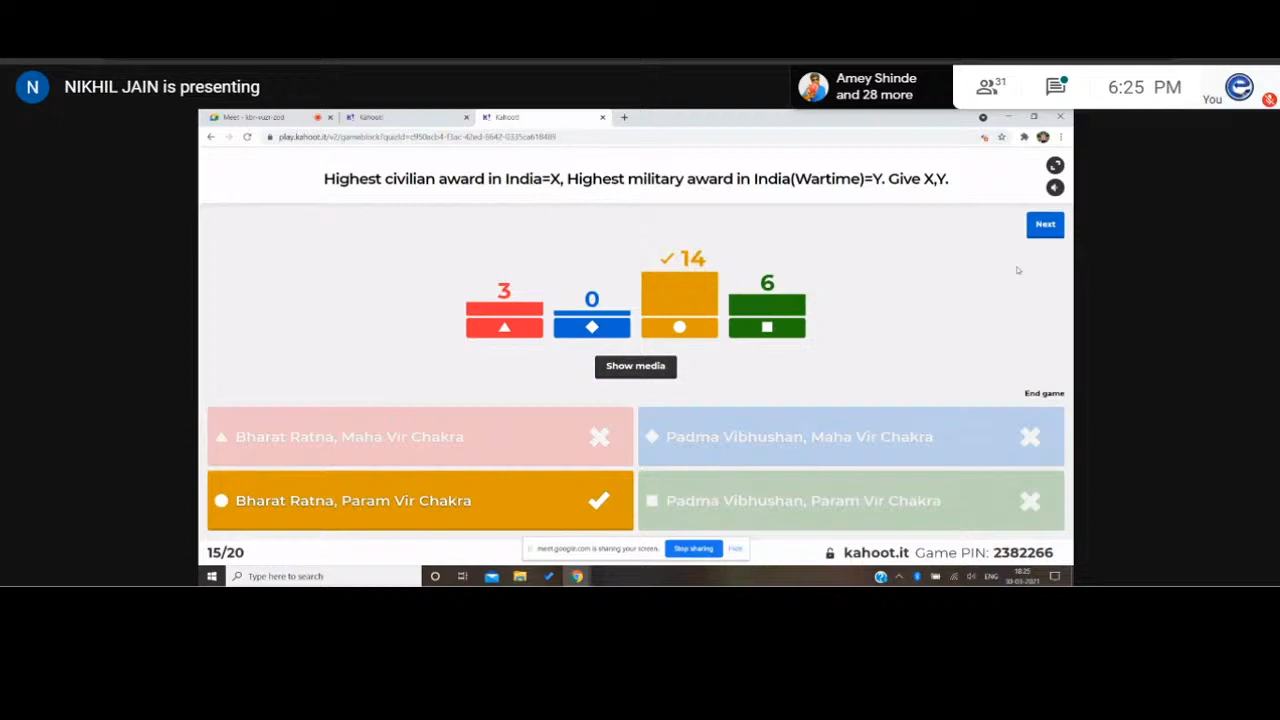 N
NIKHIL JAIN is presenting
Amey Shinde
and 28 more
31
6:25 PM
You
Kahoot!
Kahoot!
Highest civilian award in India=X, Highest military award in India(Wartime)=Y. Give X,Y.
Next
3
0
14
6
Show media
End game
Bharat Ratna, Maha Vir Chakra
Padma Vibhushan, Maha Vir Chakra
Bharat Ratna, Param Vir Chakra
Padma Vibhushan, Param Vir Chakra
15/20
meet.google.com is sharing your screen.
Stop sharing
Hide
kahoot.it Game PIN: 2382266
Type here to search
ENG
18:25